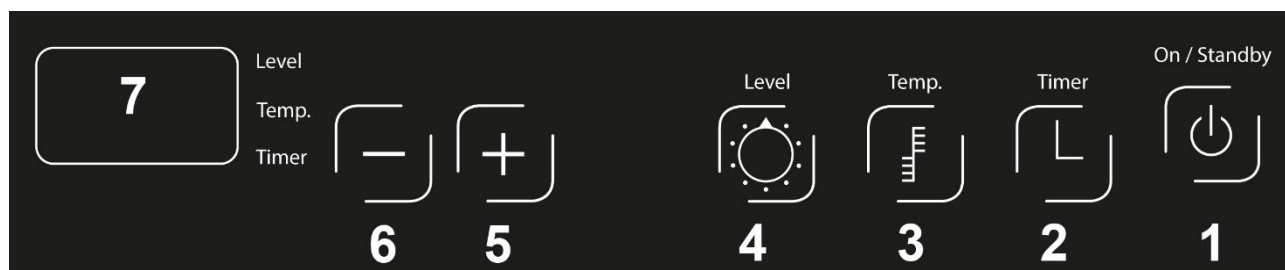 7
Level
Temp.
Timer
Level
Temp.
Timer
On / Standby
6
5
4
3
2
1